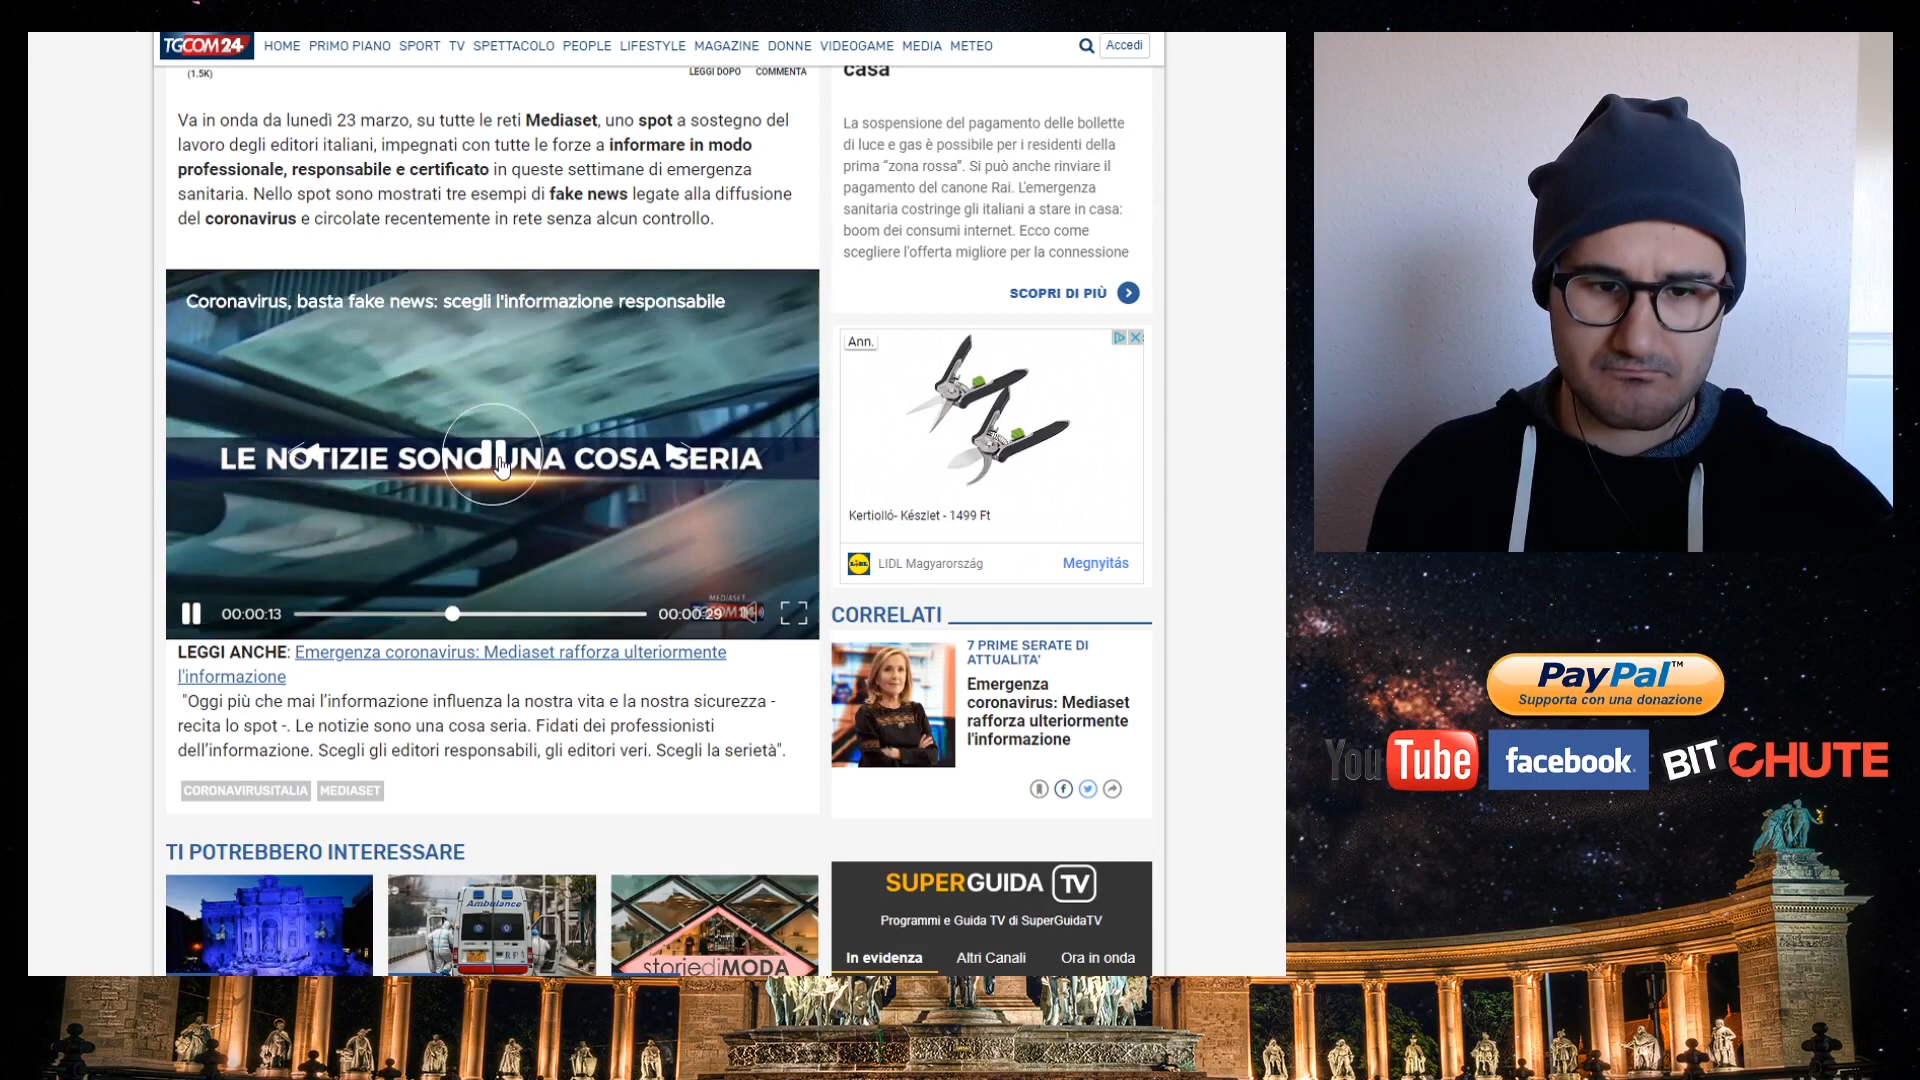 TGCOM24 HOME PRIMO PIANO SPORT TV SPETTACOLO PEOPLE LIFESTYLE MAGAZINE DONNE VIDEOGAME MEDIA METEO Accedi
(1.5K) LEGGI DOPO COMMENTA
Va in onda da lunedì 23 marzo, su tutte le reti Mediaset, uno spot a sostegno del
lavoro degli editori italiani, impegnati con tutte le forze a informare in modo
professionale, responsabile e certificato in queste settimane di emergenza
sanitaria. Nello spot sono mostrati tre esempi di fake news legate alla diffusione
del coronavirus e circolate recentemente in rete senza alcun controllo.
Coronavirus, basta fake news: scegli l'informazione responsabile
LE NOTIZIE SONO UNA COSA SERIA
MEDIASET
TGCOM24
00:00:13 00:00:29
LEGGI ANCHE: Emergenza coronavirus: Mediaset rafforza ulteriormente
l'informazione
"Oggi più che mai l'informazione influenza la nostra vita e la nostra sicurezza -
recita lo spot -. Le notizie sono una cosa seria. Fidati dei professionisti
dell'informazione. Scegli gli editori responsabili, gli editori veri. Scegli la serietà".
CORONAVIRUSITALIA MEDIASET
TI POTREBBERO INTERESSARE
Ambulance
storiediMODA
casa
La sospensione del pagamento delle bollette
di luce e gas è possibile per i residenti della
prima "zona rossa". Si può anche rinviare il
pagamento del canone Rai. L'emergenza
sanitaria costringe gli italiani a stare in casa:
boom dei consumi internet. Ecco come
scegliere l'offerta migliore per la connessione
SCOPRI DI PIÙ
Ann.
Kertiolló- Készlet - 1499 Ft
LIDL LIDL Magyarország Megnyitás
CORRELATI
7 PRIME SERATE DI
ATTUALITA'
Emergenza
coronavirus: Mediaset
rafforza ulteriormente
l'informazione
SUPERGUIDA TV
Programmi e Guida TV di SuperGuidaTV
In evidenza Altri Canali Ora in onda
PayPal™
Supporta con una donazione
YouTube facebook. BITCHUTE